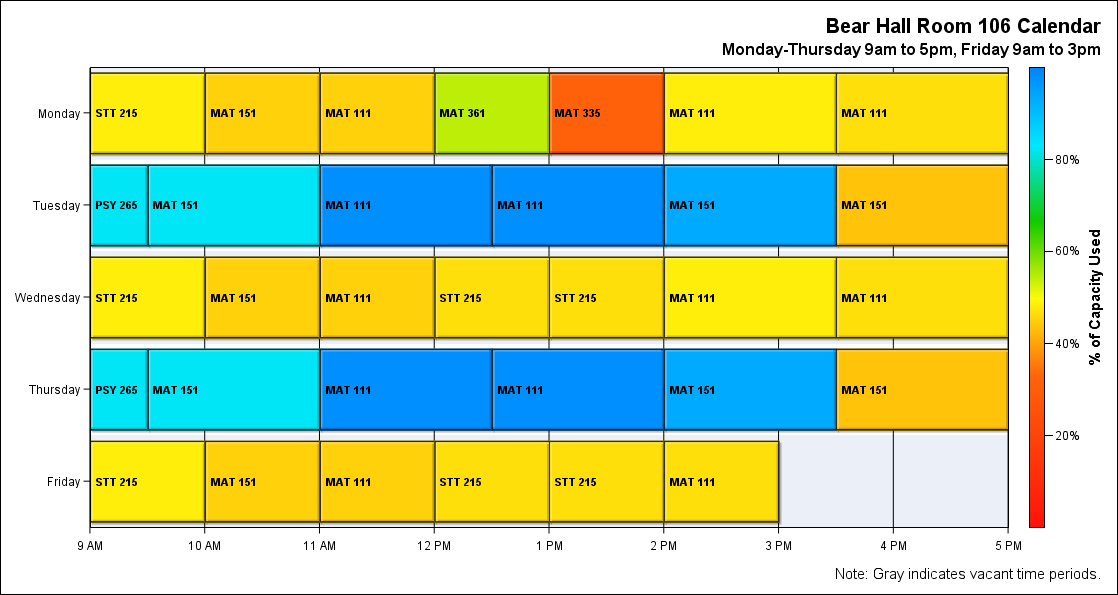 Bear Hall Room 106 Calendar
Monday-Thursday 9am to 5pm, Friday 9am to 3pm
Monday
STT 215 MAT 151 MAT 111 MAT 361 MAT 335 MAT 111 MAT 111
Tuesday
PSY 265 MAT 151 MAT 111 MAT 111 MAT 151 MAT 151
Wednesday
STT 215 MAT 151 MAT 111 STT 215 STT 215 MAT 111 MAT 111
Thursday
PSY 265 MAT 151 MAT 111 MAT 111 MAT 151 MAT 151
Friday
STT 215 MAT 151 MAT 111 STT 215 STT 215 MAT 111
9 AM 10 AM 11 AM 12 PM 1 PM 2 PM 3 PM 4 PM 5 PM
80%
60%
40%
20%
% of Capacity Used
Note: Gray indicates vacant time periods.